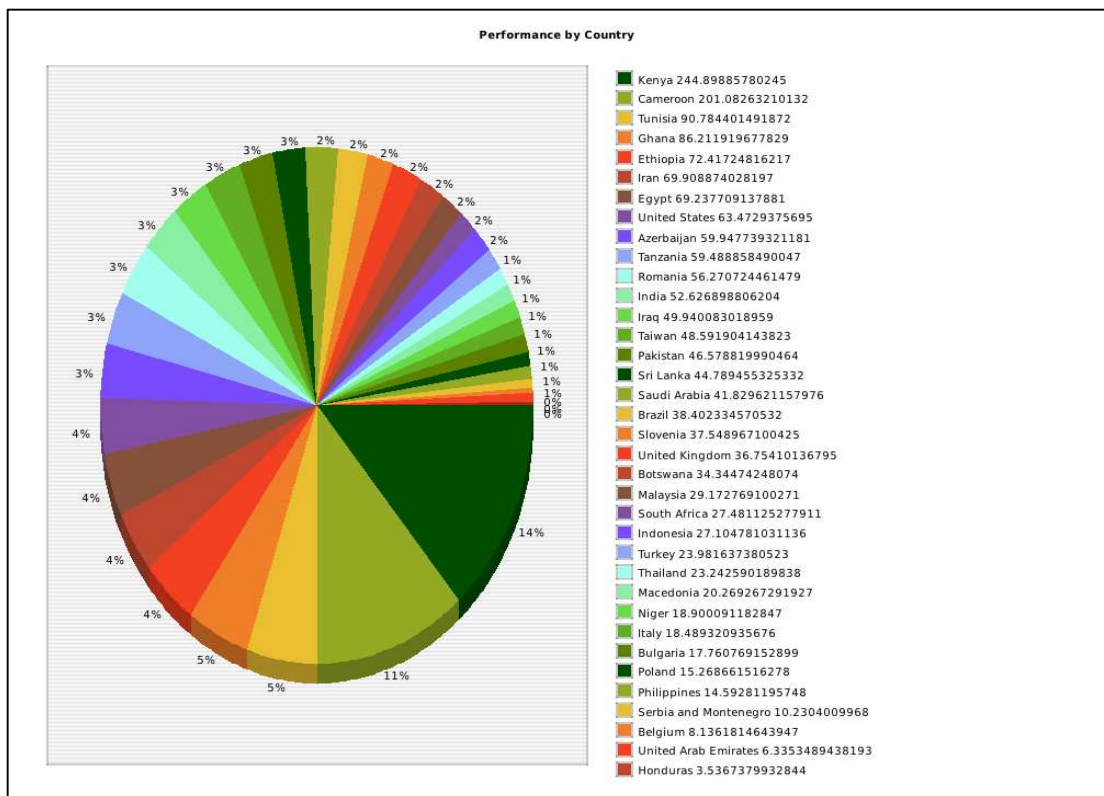 Performance by Country
3%
2%
2%
2%
2%
2%
2%
2%
2%
1%
1%
1%
1%
1%
1%
1%
1%
0%
0%
0%
14%
11%
5%
5%
4%
4%
4%
4%
3%
3%
3%
3%
3%
3%
3%
Kenya 244.89885780245
Cameroon 201.08263210132
Tunisia 90.784401491872
Ghana 86.211919677829
Ethiopia 72.41724816217
Iran 69.908874028197
Egypt 69.237709137881
United States 63.4729375695
Azerbaijan 59.947739321181
Tanzania 59.488858490047
Romania 56.270724461479
India 52.626898806204
Iraq 49.940083018959
Taiwan 48.591904143823
Pakistan 46.578819990464
Sri Lanka 44.789455325332
Saudi Arabia 41.829621157976
Brazil 38.402334570532
Slovenia 37.548967100425
United Kingdom 36.75410136795
Botswana 34.34474248074
Malaysia 29.172769100271
South Africa 27.481125277911
Indonesia 27.104781031136
Turkey 23.981637380523
Thailand 23.242590189838
Macedonia 20.269267291927
Niger 18.900091182847
Italy 18.489320935676
Bulgaria 17.760769152899
Poland 15.268661516278
Philippines 14.59281195748
Serbia and Montenegro 10.2304009968
Belgium 8.1361814643947
United Arab Emirates 6.3353489438193
Honduras 3.5367379932844